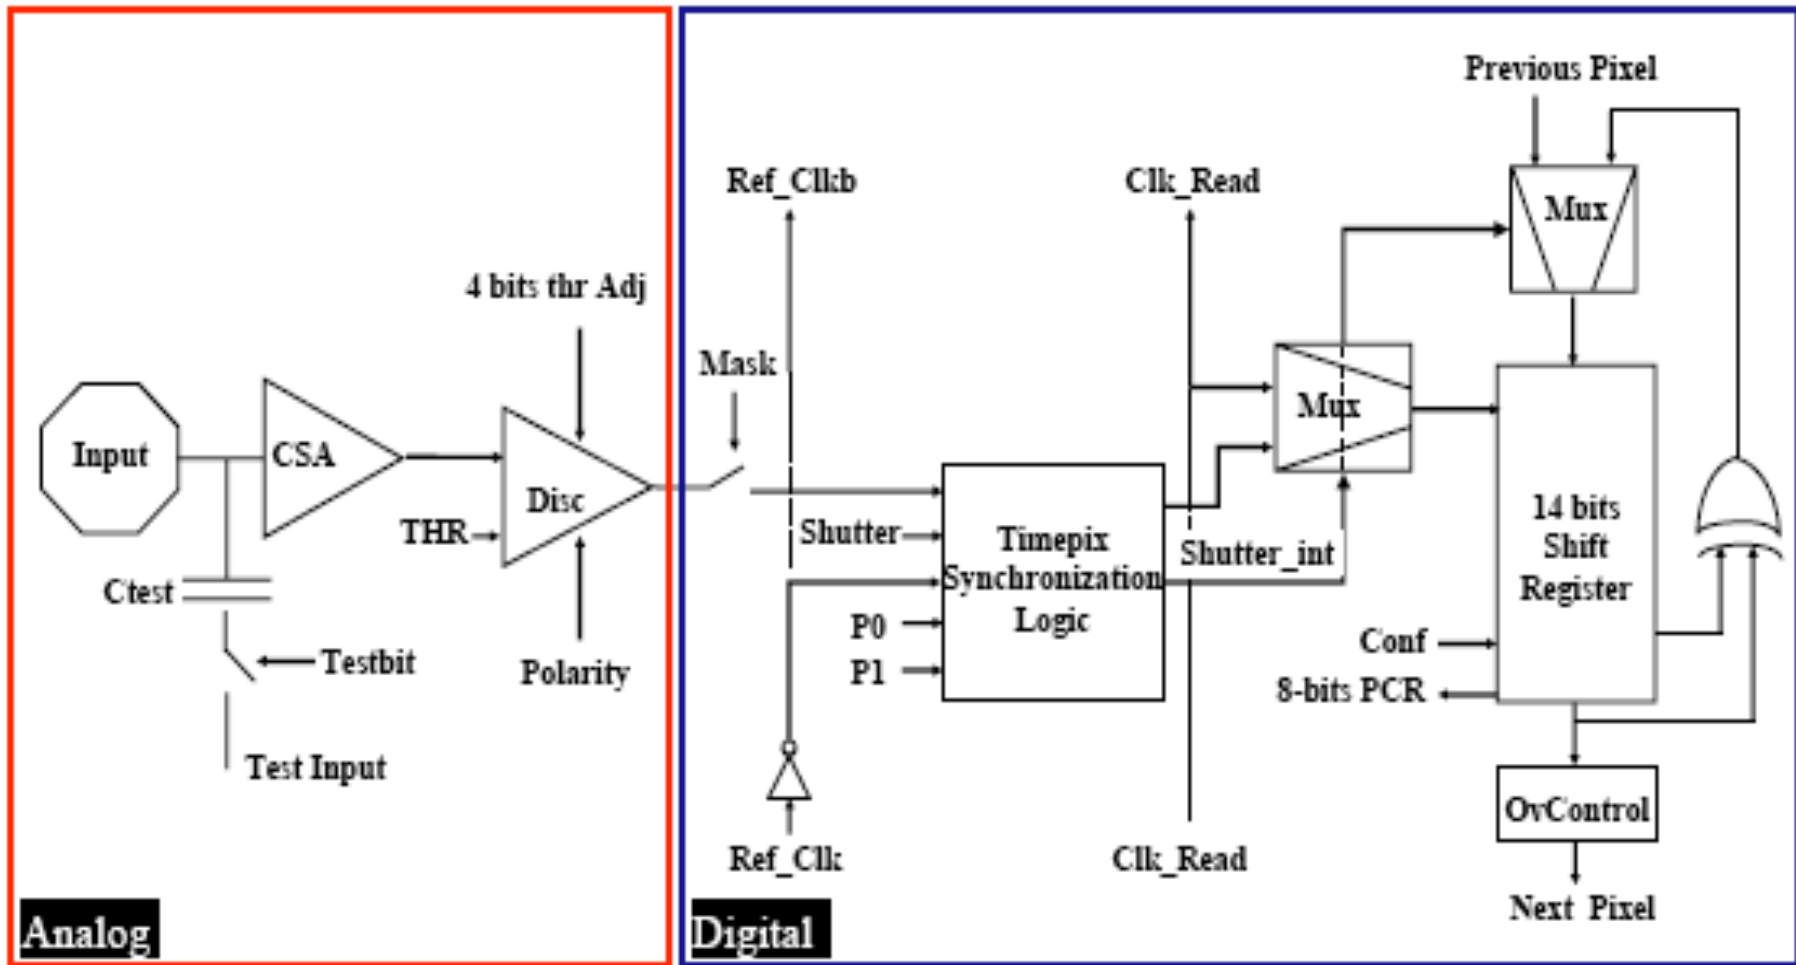 Previous Pixel
Ref_Clkb
Clk_Read
Mux
4 bits thr Adj
Mask
Mux
Input
CSA
Disc
THR
Shutter
Timepix
Synchronization
Logic
Shutter_int
14 bits
Shift
Register
Ctest
P0
P1
Testbit
Polarity
Conf
8-bits PCR
Test Input
OvControl
Ref_Clk
Clk_Read
Next Pixel
Analog
Digital